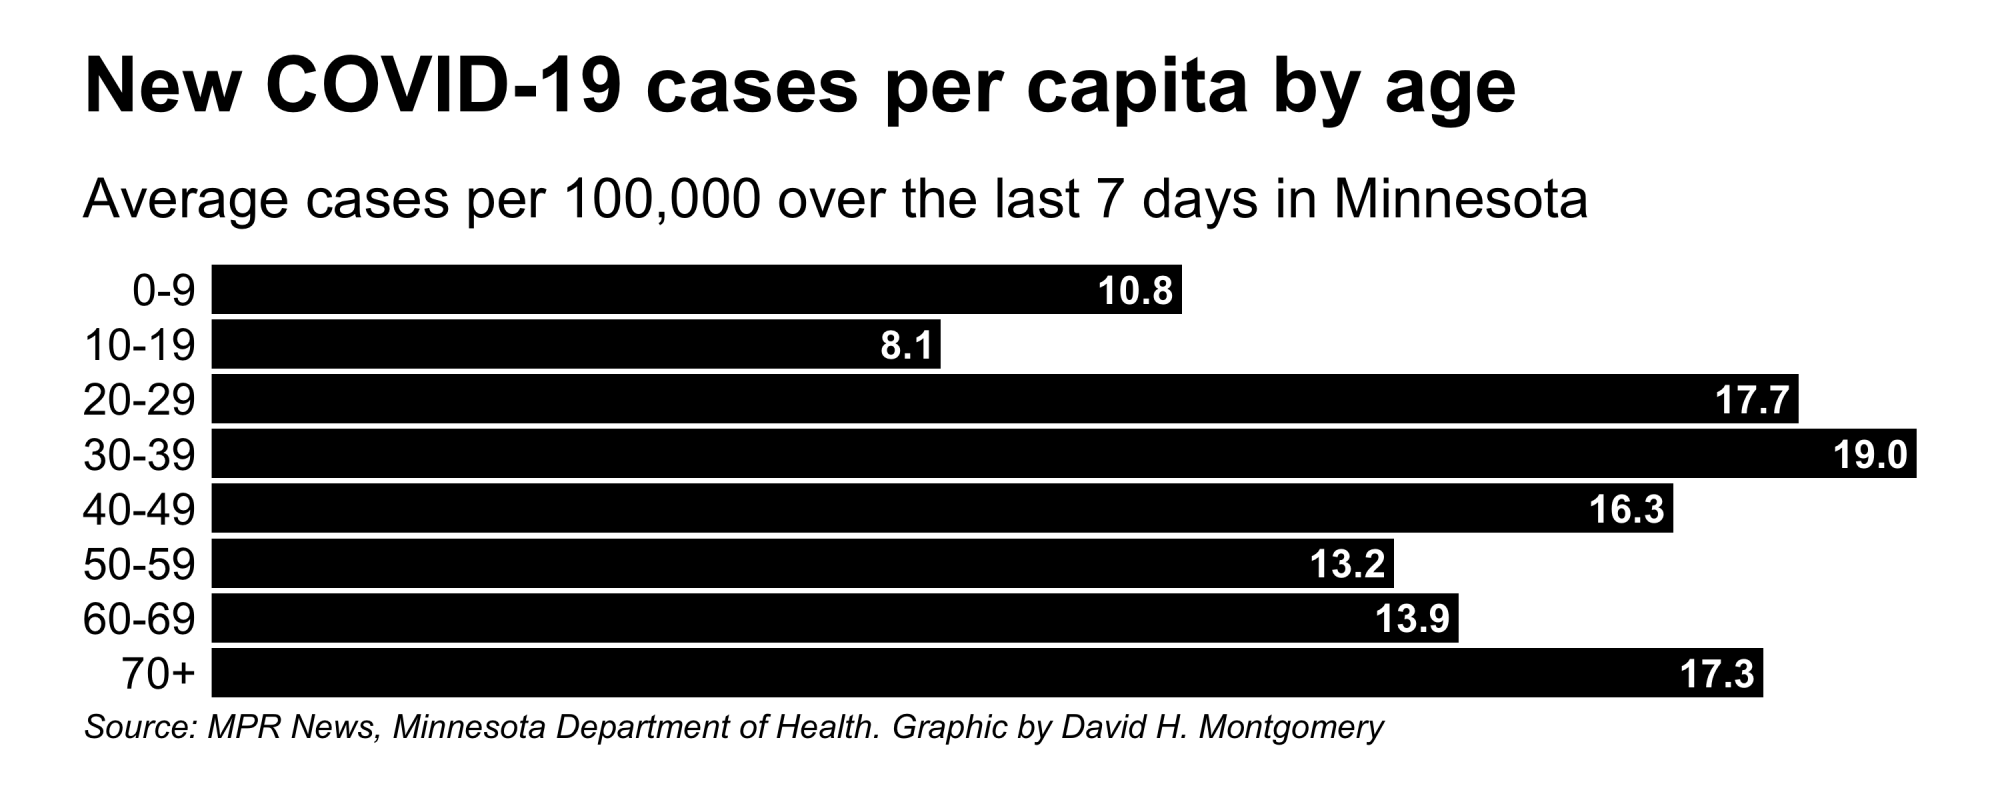 New COVID-19 cases per capita by age
Average cases per 100,000 over the last 7 days in Minnesota
0-9 10.8
10-19 8.1
20-29 17.7
30-39 19.0
40-49 16.3
50-59 13.2
60-69 13.9
70+ 17.3
Source: MPR News, Minnesota Department of Health. Graphic by David H. Montgomery